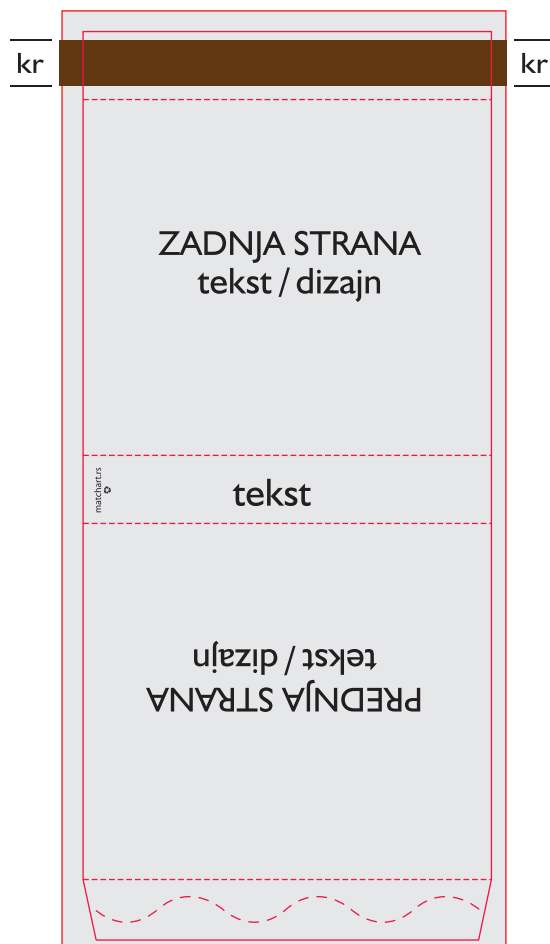 kr
kr
ZADNJA STRANA
tekst / dizajn
matchart.rs
tekst
PREDNJA STRANA
tekst / dizajn